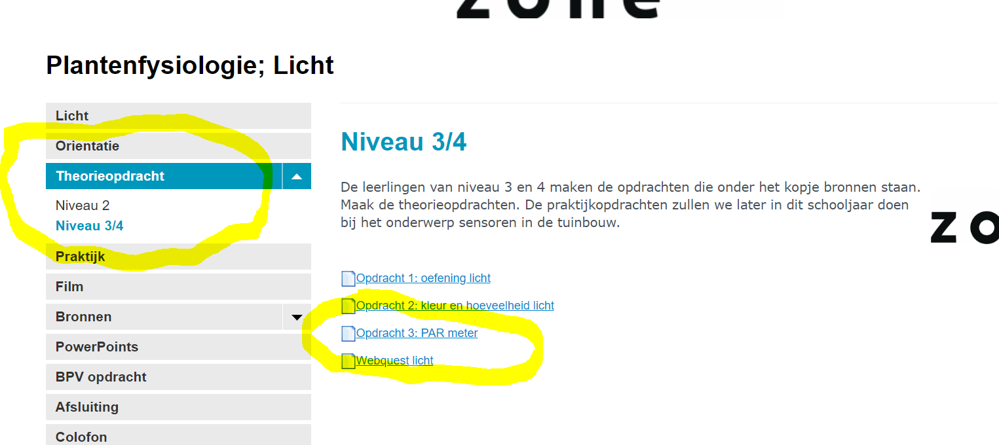 zone
Plantenfysiologie; Licht
Licht
Orientatie
Theorieopdracht
Niveau 2
Niveau 3/4
Praktijk
Film
Bronnen
PowerPoints
BPV opdracht
Afsluiting
Colofon
Niveau 3/4
De leerlingen van niveau 3 en 4 maken de opdrachten die onder het kopje bronnen staan.
Maak de theorieopdrachten. De praktijkopdrachten zullen we later in dit schooljaar doen
bij het onderwerp sensoren in de tuinbouw.
zo
Opdracht 1: oefening licht
Opdracht 2: kleur en hoeveelheid licht
Opdracht 3: PAR meter
Webquest licht